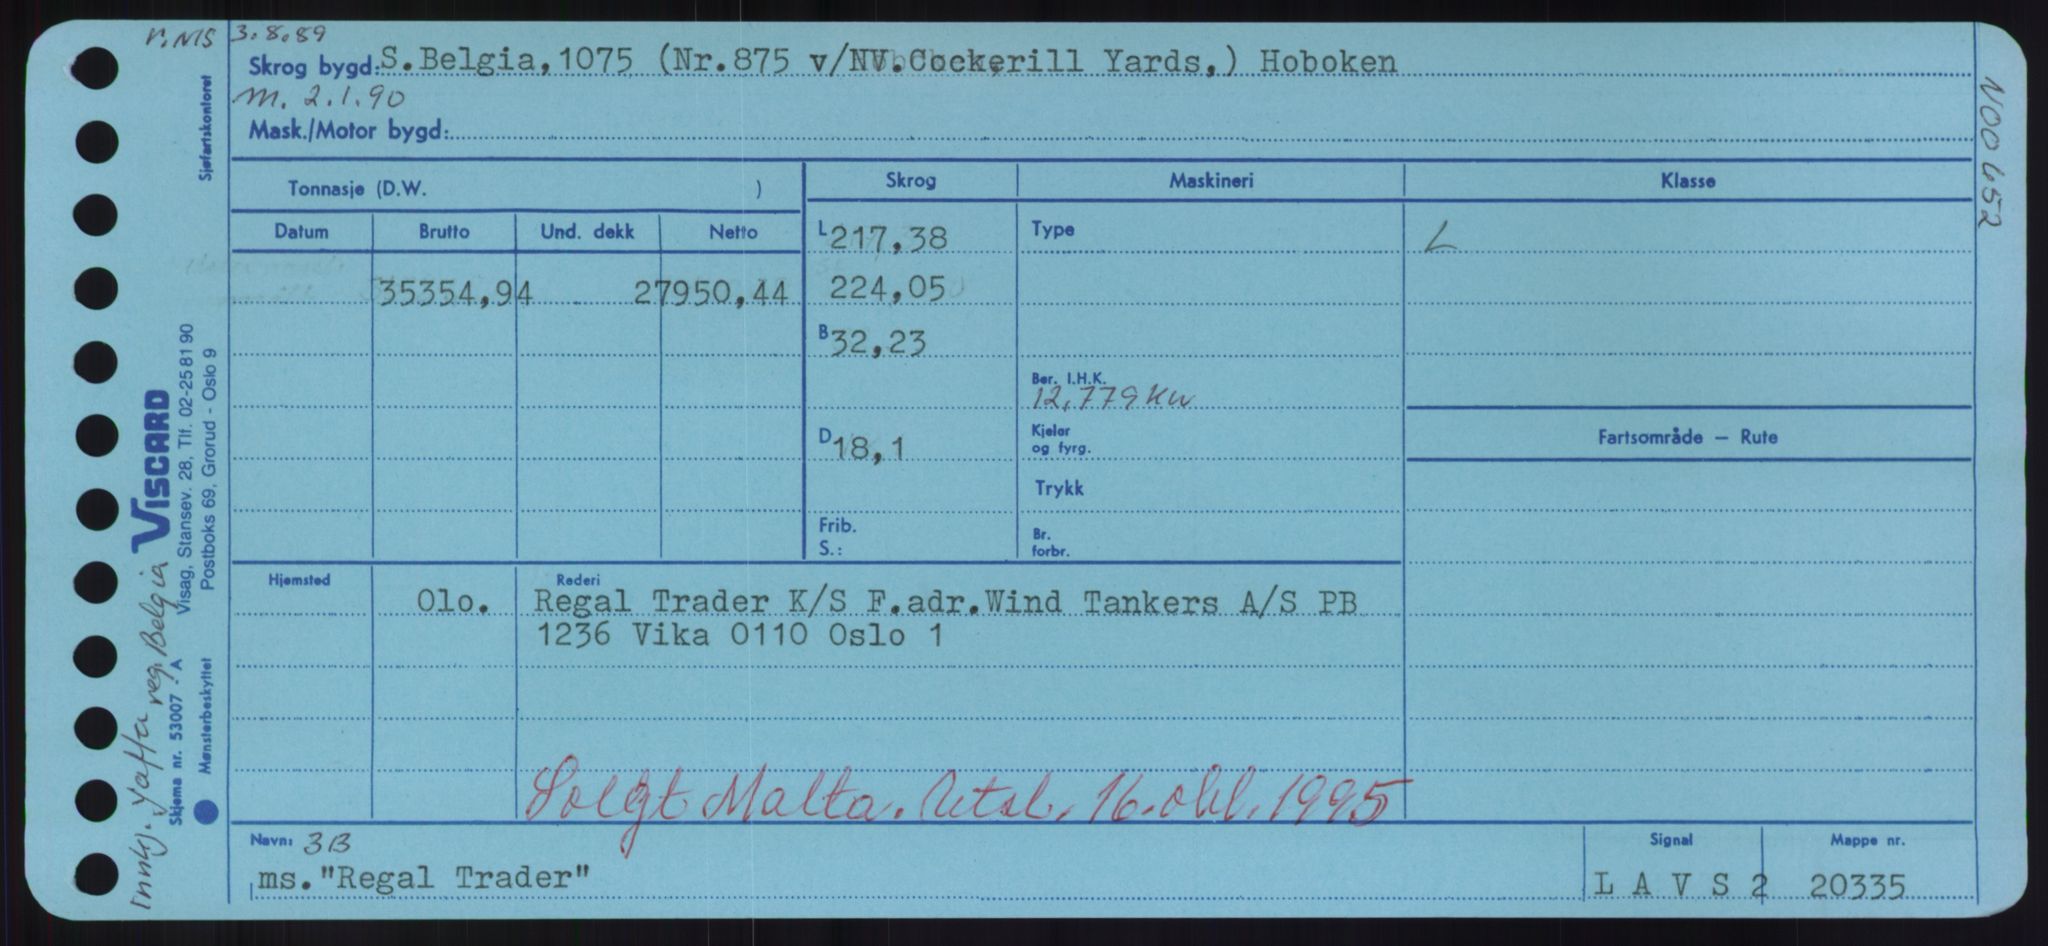 r.NIS 3.8.89
Skrog bygd: S.Belgia,1075 (Nr.875 v/NV.Cockerill Yards,) Hoboken
m. 2.1.90
Mask./Motor bygd:
Tonnasje (D.W. )
Skrog
Maskineri
Klasse
Datum Brutto Und. dekk Netto
L 217,38
Type
L
35354,94 27950,44
224,05
B 32,23
Ber. I.H.K.
12,779 KW
D 18,1
Kjelar
og fyrg.
Fartsområde – Rute
Trykk
Frib.
S.:
Br.
forbr.
Hjemsted
Rederi
Olo. Regal Trader K/S F.adr.Wind Tankers A/S PB
1236 Vika 0110 Oslo 1
Solgt Malta. Utsl. 16. okt. 1995
Navn: 3B
ms."Regal Trader"
Signal
L A V S 2
Mappe nr.
20335
N00652
Sjøfartskontoret
VISCARD
Visag, Stansev. 28, Tlf. 02-25 81 90
Postboks 69, Grorud - Oslo 9
Skjema nr. 53007 - A
Mønsterbeskyttet
Innkj. Yaffa reg. Belgia